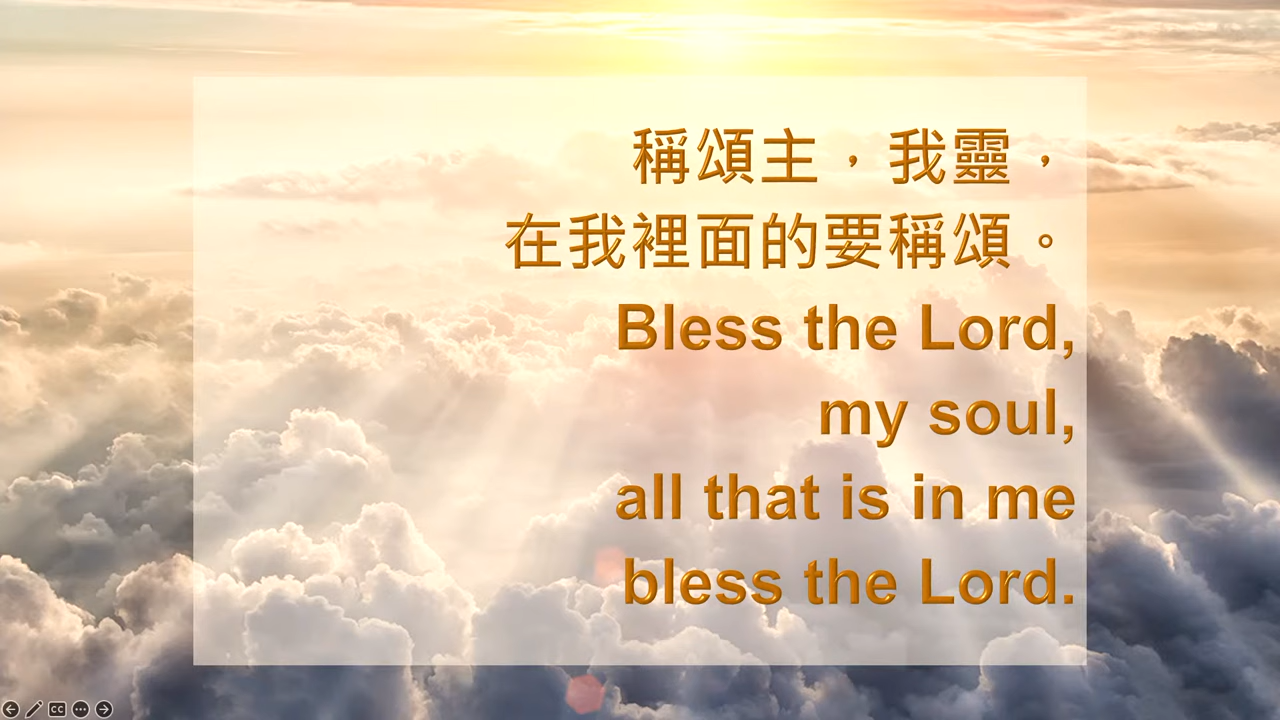 稱頌主，我靈，
在我裡面的要稱頌。
Bless the Lord,
my soul,
all that is in me
bless the Lord.
CC